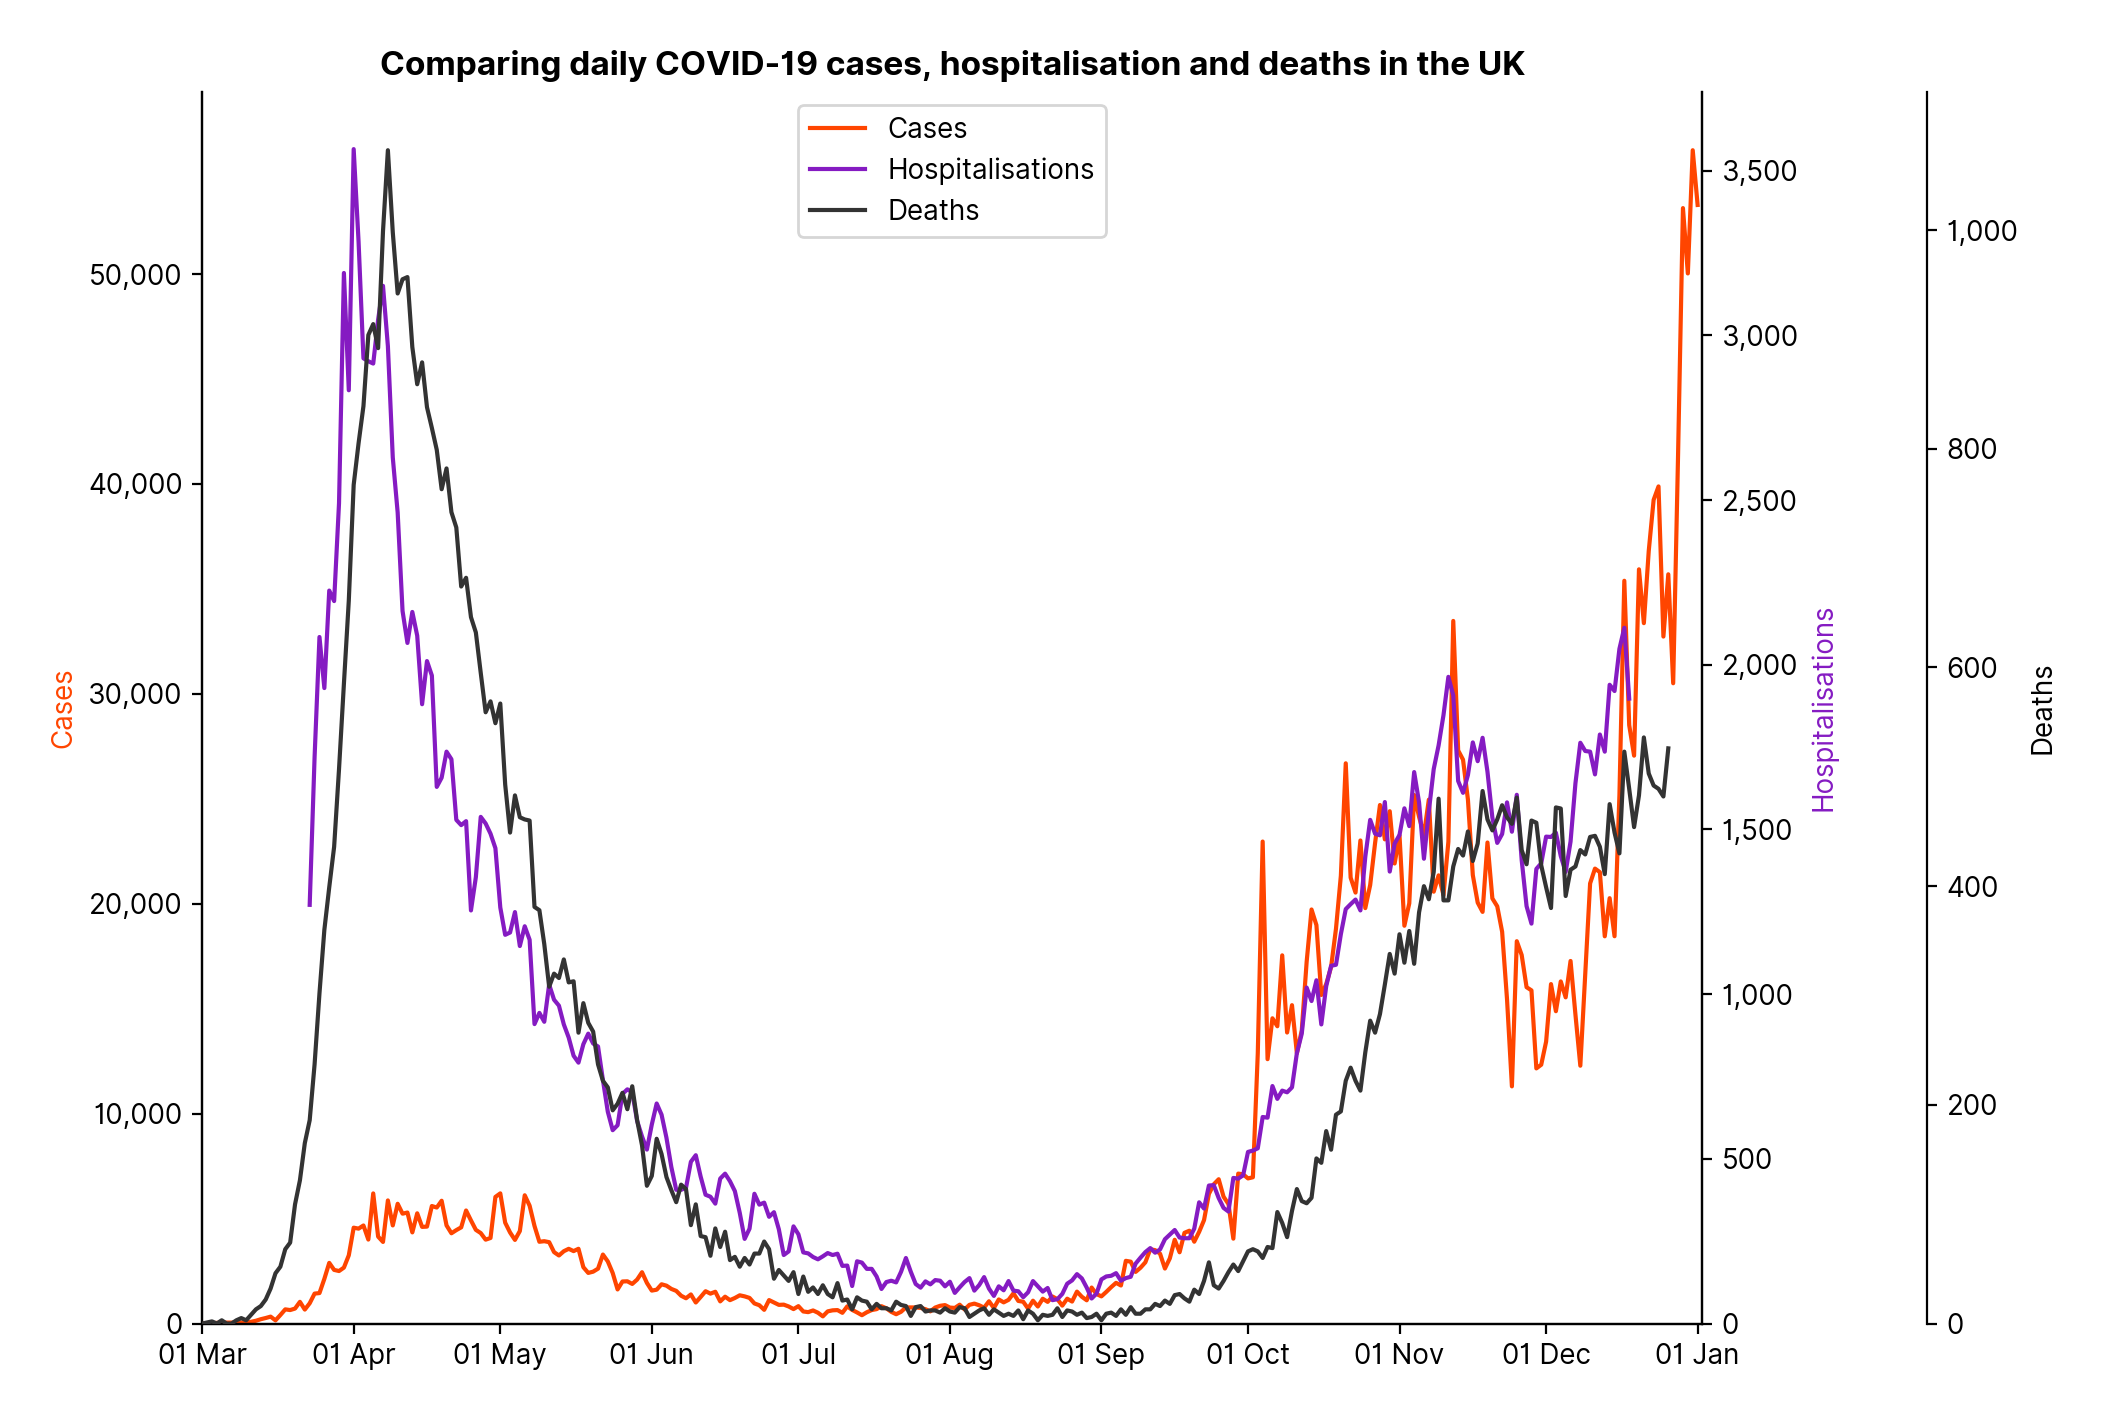 Comparing daily COVID-19 cases, hospitalisation and deaths in the UK
Cases
Hospitalisations
Deaths
50,000
40,000
30,000
20,000
10,000
0
Cases
3,500
3,000
2,500
2,000
1,500
1,000
500
0
Hospitalisations
1,000
800
600
400
200
0
Deaths
01 Mar 01 Apr 01 May 01 Jun 01 Jul 01 Aug 01 Sep 01 Oct 01 Nov 01 Dec 01 Jan